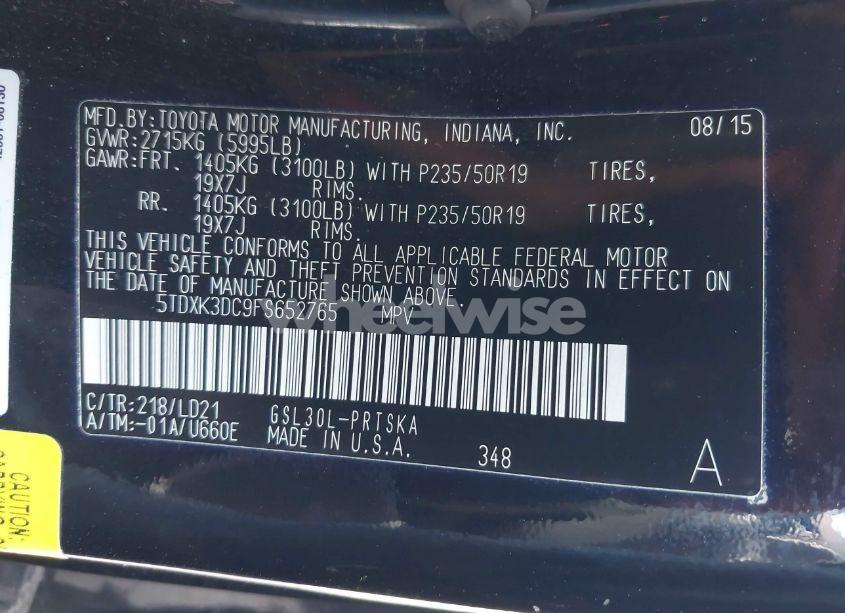 MFD.BY:TOYOTA MOTOR MANUFACTURING, INDIANA, INC. 08/15
GVWR:2715KG (5995LB)
GAWR:FRT. 1405KG (3100LB) WITH P235/50R19 TIRES,
19X7J RIMS.
RR. 1405KG (3100LB) WITH P235/50R19 TIRES,
19X7J RIMS.
THIS VEHICLE CONFORMS TO ALL APPLICABLE FEDERAL MOTOR
VEHICLE SAFETY AND THEFT PREVENTION STANDARDS IN EFFECT ON
THE DATE OF MANUFACTURE SHOWN ABOVE.
5TDXK3DC9FS652765 MPV
wheelwise
C/TR:218/LD21 GSL30L-PRTSKA
A/TM:-01A/U660E MADE IN U.S.A. 348 A
CAUTION: